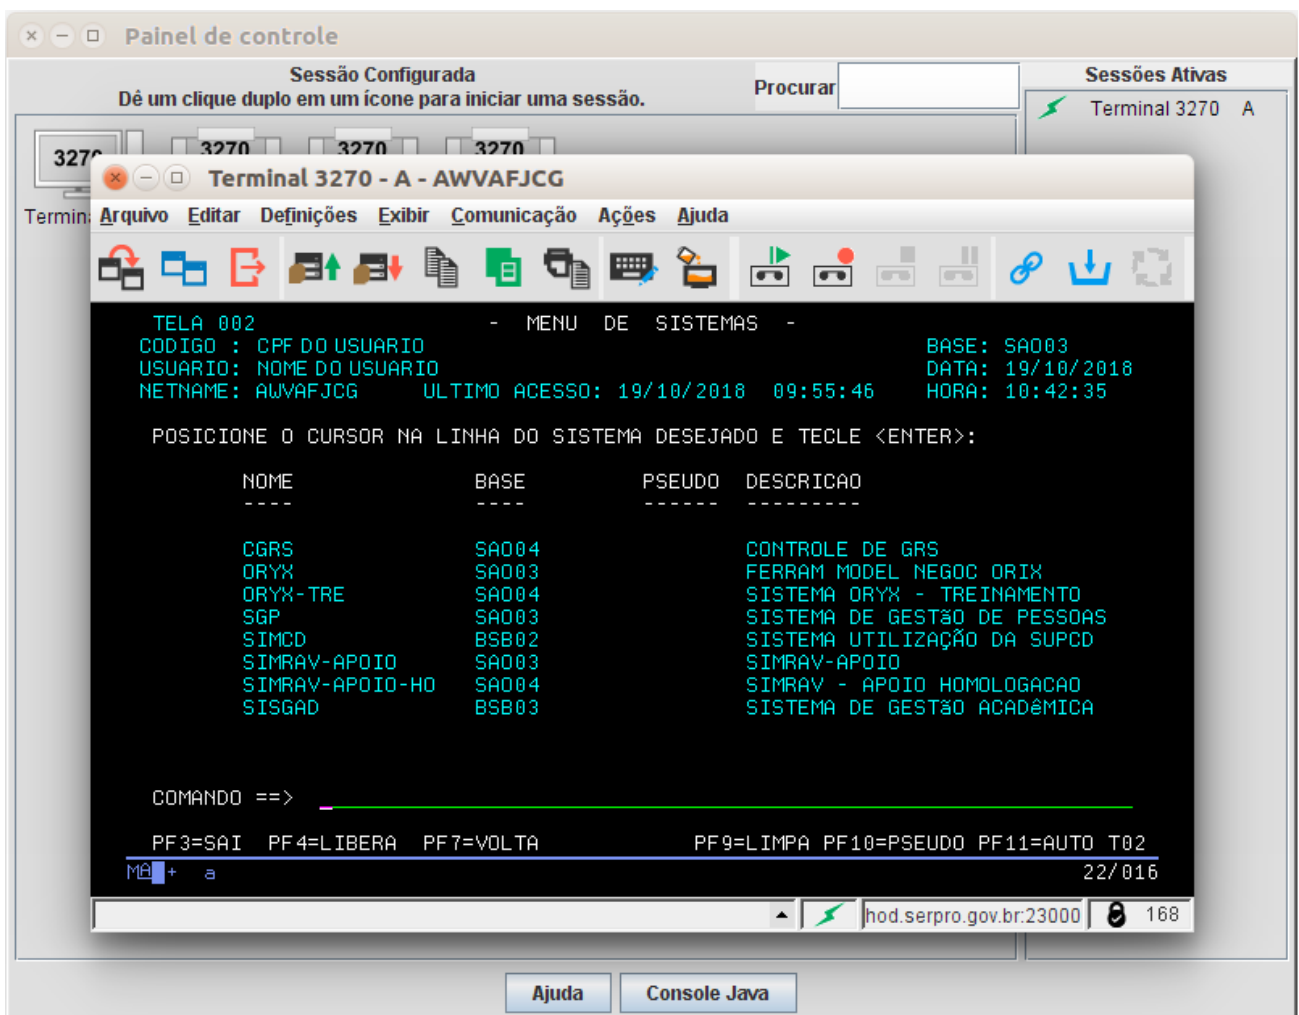 Painel de controle
Sessão Configurada
Dê um clique duplo em um ícone para iniciar uma sessão.
Procurar
Sessões Ativas
Terminal 3270 A
3270 3270 3270
Terminal 3270 - A - AWVAFJCG
Arquivo Editar Definições Exibir Comunicação Ações Ajuda
TELA 002 - MENU DE SISTEMAS -
CODIGO : CPF DO USUARIO BASE: SAO03
USUARIO: NOME DO USUARIO DATA: 19/10/2018
NETNAME: AWVAFJCG ULTIMO ACESSO: 19/10/2018 09:55:46 HORA: 10:42:35
POSICIONE O CURSOR NA LINHA DO SISTEMA DESEJADO E TECLE <ENTER>:
NOME BASE PSEUDO DESCRICAO
---- ---- ------ ---------
CGRS SAO04 CONTROLE DE GRS
ORYX SAO03 FERRAM MODEL NEGOC ORIX
ORYX-TRE SAO04 SISTEMA ORYX - TREINAMENTO
SGP SAO03 SISTEMA DE GESTãO DE PESSOAS
SIMCD BSB02 SISTEMA UTILIZAÇÃO DA SUPCD
SIMRAV-APOIO SAO03 SIMRAV-APOIO
SIMRAV-APOIO-HO SAO04 SIMRAV - APOIO HOMOLOGACAO
SISGAD BSB03 SISTEMA DE GESTãO ACADêMICA
COMANDO ==> _
PF3=SAI PF4=LIBERA PF7=VOLTA PF9=LIMPA PF10=PSEUDO PF11=AUTO T02
MA + a 22/016
hod.serpro.gov.br:23000 168
Ajuda Console Java